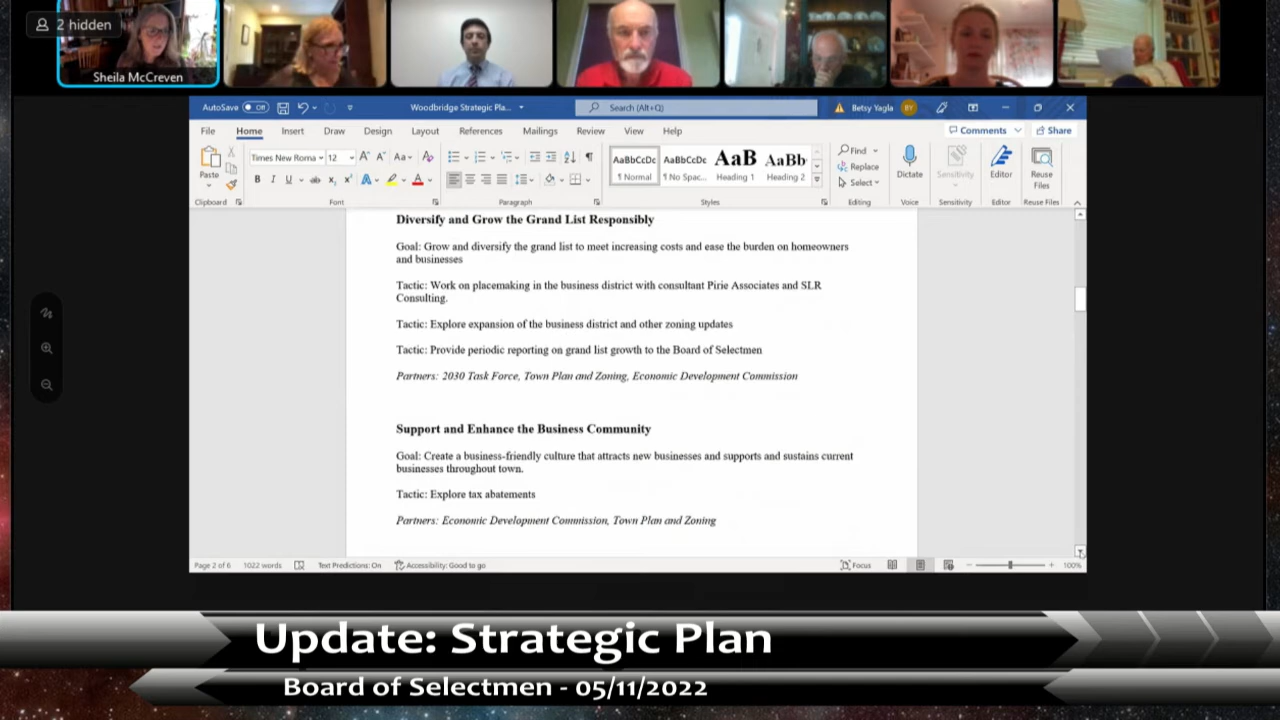 2 hidden
Sheila McCreven
AutoSave Off Woodbridge Strategic Pla... Search (Alt+Q) Betsy Yagla BY
File Home Insert Draw Design Layout References Mailings Review View Help Comments Share
Paste
Times New Roma 12
AaBbCcDc AaBbCcDc AaB AaBb
¶ Normal ¶ No Spac... Heading 1 Heading 2
Find
Replace
Select
Dictate
Sensitivity
Editor
Reuse Files
Clipboard Font Paragraph Styles Editing Voice Sensitivity Editor Reuse Files
Diversify and Grow the Grand List Responsibly
Goal: Grow and diversify the grand list to meet increasing costs and ease the burden on homeowners
and businesses
Tactic: Work on placemaking in the business district with consultant Pirie Associates and SLR
Consulting.
Tactic: Explore expansion of the business district and other zoning updates
Tactic: Provide periodic reporting on grand list growth to the Board of Selectmen
Partners: 2030 Task Force, Town Plan and Zoning, Economic Development Commission
Support and Enhance the Business Community
Goal: Create a business-friendly culture that attracts new businesses and supports and sustains current
businesses throughout town.
Tactic: Explore tax abatements
Partners: Economic Development Commission, Town Plan and Zoning
Page 2 of 6 1022 words Text Predictions: On Accessibility: Good to go Focus 100%
Update: Strategic Plan
Board of Selectmen - 05/11/2022